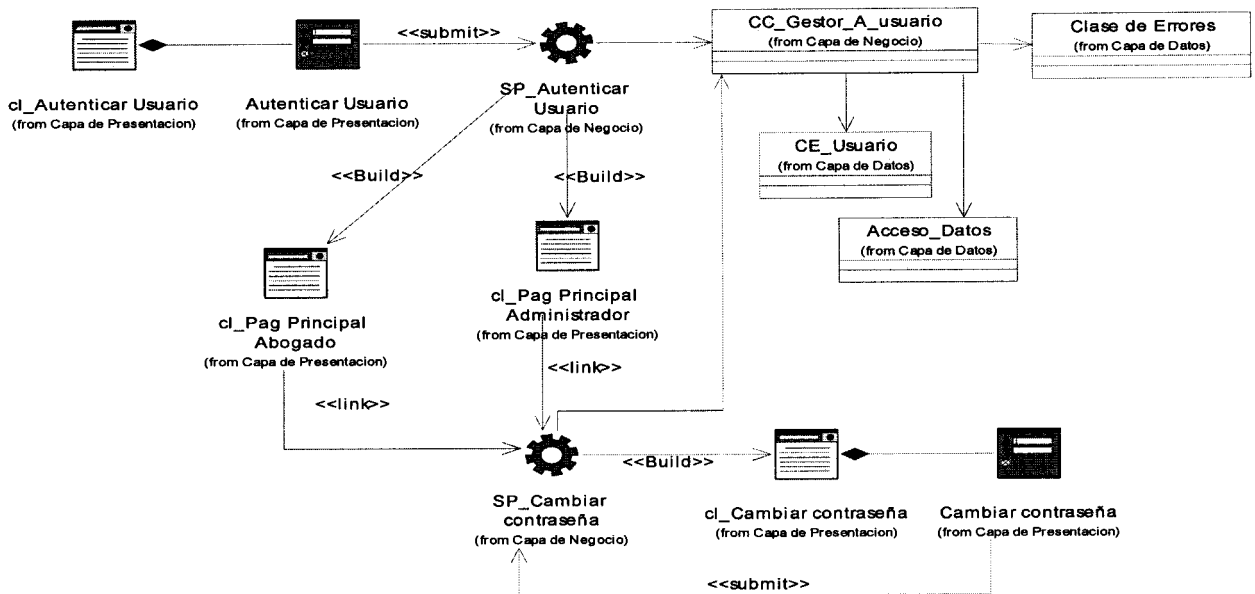 CC_Gestor_A_usuario
(from Capa de Negocio)
Clase de Errores
(from Capa de Datos)
<<submit>>
cl_Autenticar Usuario
(from Capa de Presentacion)
Autenticar Usuario
(from Capa de Presentacion)
SP_Autenticar
Usuario
(from Capa de Negocio)
CE_Usuario
(from Capa de Datos)
<<Build>>
<<Build>>
Acceso_Datos
(from Capa de Datos)
cl_Pag Principal
Abogado
(from Capa de Presentacion)
cl_Pag Principal
Administrador
(from Capa de Presentacion)
<<link>>
<<link>>
<<Build>>
SP_Cambiar
contraseña
(from Capa de Negocio)
cl_Cambiar contraseña
(from Capa de Presentacion)
Cambiar contraseña
(from Capa de Presentacion)
<<submit>>